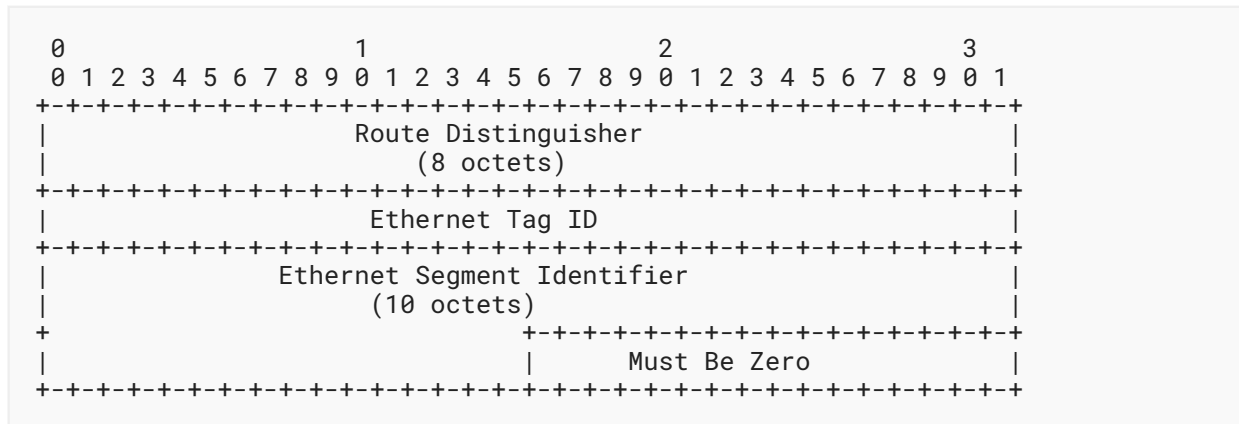 0                   1                   2                   3
 0 1 2 3 4 5 6 7 8 9 0 1 2 3 4 5 6 7 8 9 0 1 2 3 4 5 6 7 8 9 0 1
+-+-+-+-+-+-+-+-+-+-+-+-+-+-+-+-+-+-+-+-+-+-+-+-+-+-+-+-+-+-+-+-+
|                    Route Distinguisher                        |
|                        (8 octets)                             |
+-+-+-+-+-+-+-+-+-+-+-+-+-+-+-+-+-+-+-+-+-+-+-+-+-+-+-+-+-+-+-+-+
|                     Ethernet Tag ID                           |
+-+-+-+-+-+-+-+-+-+-+-+-+-+-+-+-+-+-+-+-+-+-+-+-+-+-+-+-+-+-+-+-+
|               Ethernet Segment Identifier                     |
|                     (10 octets)                               |
+                               +-+-+-+-+-+-+-+-+-+-+-+-+-+-+-+-+
|                               |      Must Be Zero             |
+-+-+-+-+-+-+-+-+-+-+-+-+-+-+-+-+-+-+-+-+-+-+-+-+-+-+-+-+-+-+-+-+